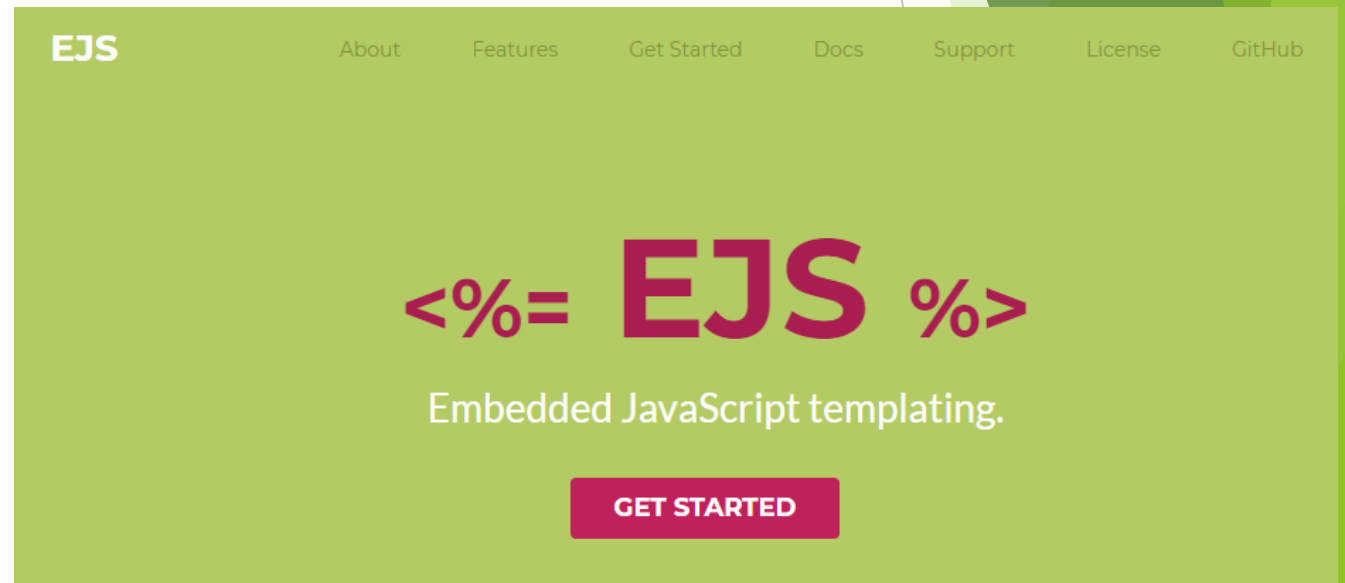 EJS About Features Get Started Docs Support License GitHub
<%= EJS %>
Embedded JavaScript templating.
GET STARTED